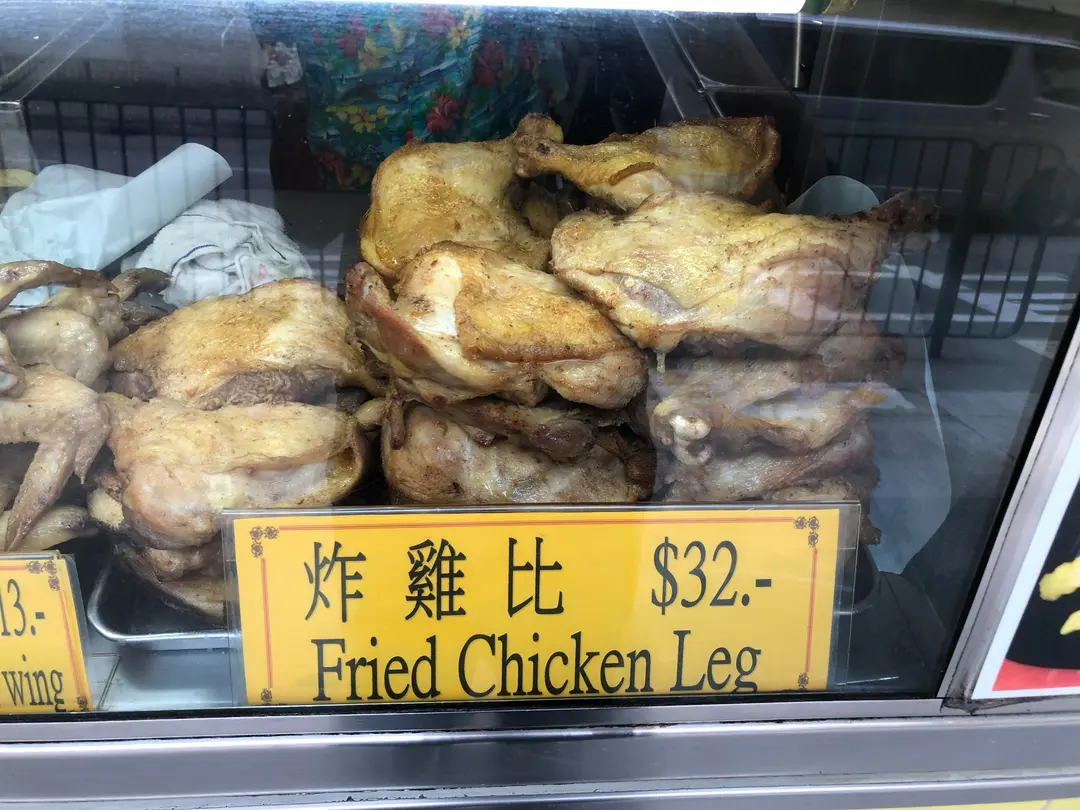 炸雞比 $32.-
Fried Chicken Leg
13.-
wing